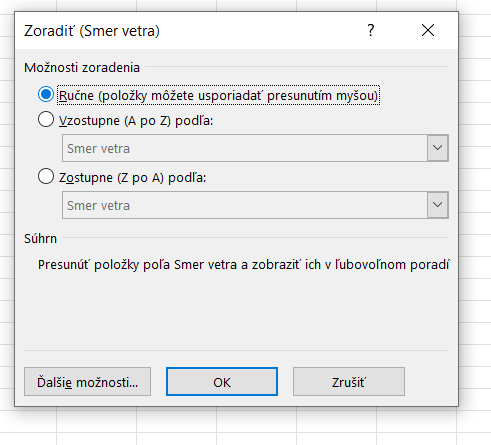 Zoradiť (Smer vetra)
Možnosti zoradenia
Ručne (položky môžete usporiadať presunutím myšou)
Vzostupne (A po Z) podľa:
Smer vetra
Zostupne (Z po A) podľa:
Smer vetra
Súhrn
Presunúť položky poľa Smer vetra a zobraziť ich v ľubovoľnom poradí
Ďalšie možnosti... OK Zrušiť